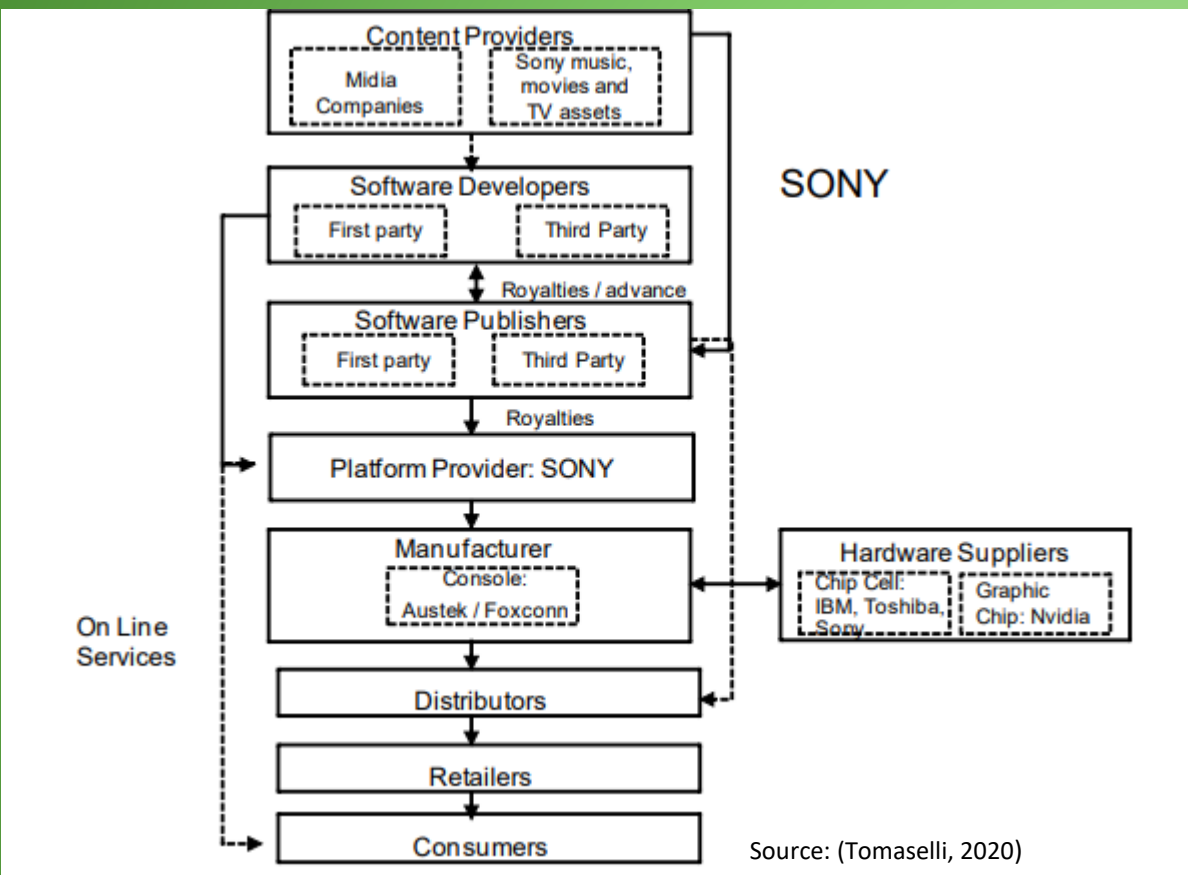 Content Providers
Midia
Companies
Sony music,
movies and
TV assets
SONY
Software Developers
First party
Third Party
Royalties / advance
Software Publishers
First party
Third Party
Royalties
Platform Provider: SONY
Manufacturer
Console:
Austek / Foxconn
Hardware Suppliers
Chip Cell:
IBM, Toshiba,
Sony
Graphic
Chip: Nvidia
On Line
Services
Distributors
Retailers
Consumers
Source: (Tomaselli, 2020)